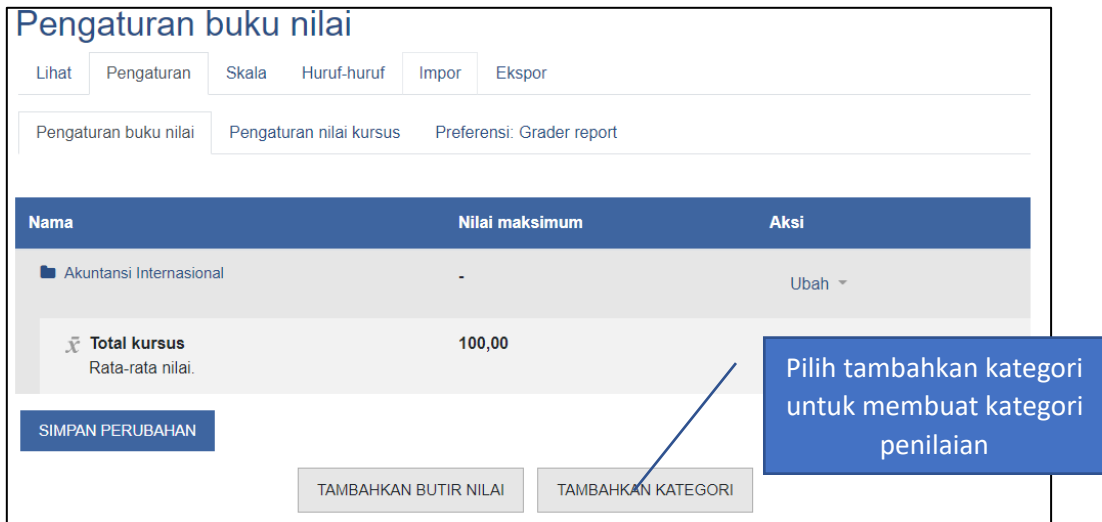 Pengaturan buku nilai
Lihat Pengaturan Skala Huruf-huruf Impor Ekspor
Pengaturan buku nilai Pengaturan nilai kursus Preferensi: Grader report
Nama Nilai maksimum Aksi
Akuntansi Internasional - Ubah
x̄ Total kursus 100,00
Rata-rata nilai.
Pilih tambahkan kategori
untuk membuat kategori
penilaian
SIMPAN PERUBAHAN
TAMBAHKAN BUTIR NILAI TAMBAHKAN KATEGORI